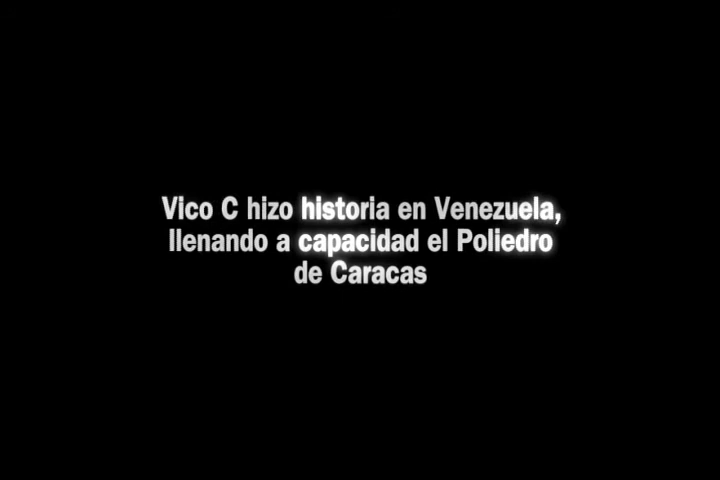 Vico C hizo historia en Venezuela,
llenando a capacidad el Poliedro
de Caracas